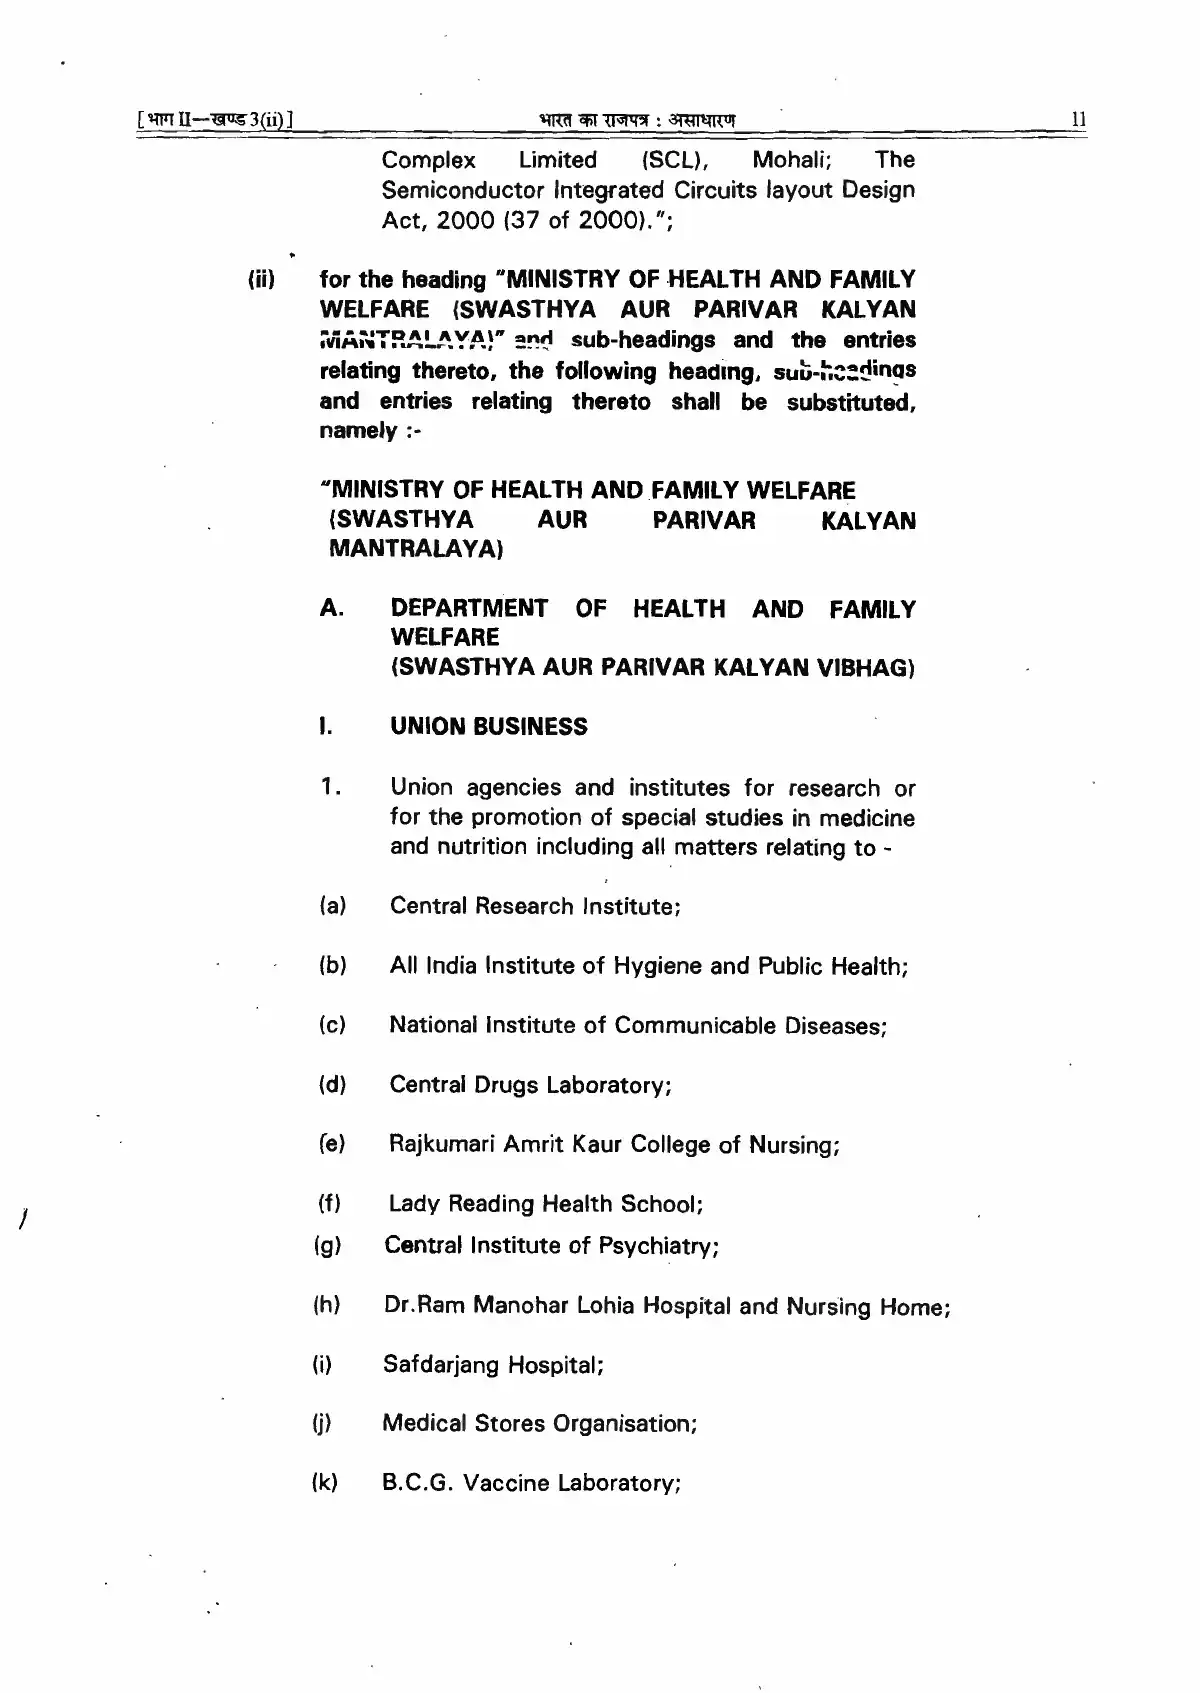 [ भाग II—खण्ड 3(ii) ] भारत का राजपत्र : असाधारण 11
Complex Limited (SCL), Mohali; The
Semiconductor Integrated Circuits layout Design
Act, 2000 (37 of 2000).";
(ii) for the heading "MINISTRY OF HEALTH AND FAMILY
WELFARE (SWASTHYA AUR PARIVAR KALYAN
MANTRALAYA)" and sub-headings and the entries
relating thereto, the following heading, sub-headings
and entries relating thereto shall be substituted,
namely :-
"MINISTRY OF HEALTH AND FAMILY WELFARE
(SWASTHYA AUR PARIVAR KALYAN
MANTRALAYA)
A. DEPARTMENT OF HEALTH AND FAMILY
WELFARE
(SWASTHYA AUR PARIVAR KALYAN VIBHAG)
I. UNION BUSINESS
1. Union agencies and institutes for research or
for the promotion of special studies in medicine
and nutrition including all matters relating to -
(a) Central Research Institute;
(b) All India Institute of Hygiene and Public Health;
(c) National Institute of Communicable Diseases;
(d) Central Drugs Laboratory;
(e) Rajkumari Amrit Kaur College of Nursing;
(f) Lady Reading Health School;
(g) Central Institute of Psychiatry;
(h) Dr.Ram Manohar Lohia Hospital and Nursing Home;
(i) Safdarjang Hospital;
(j) Medical Stores Organisation;
(k) B.C.G. Vaccine Laboratory;